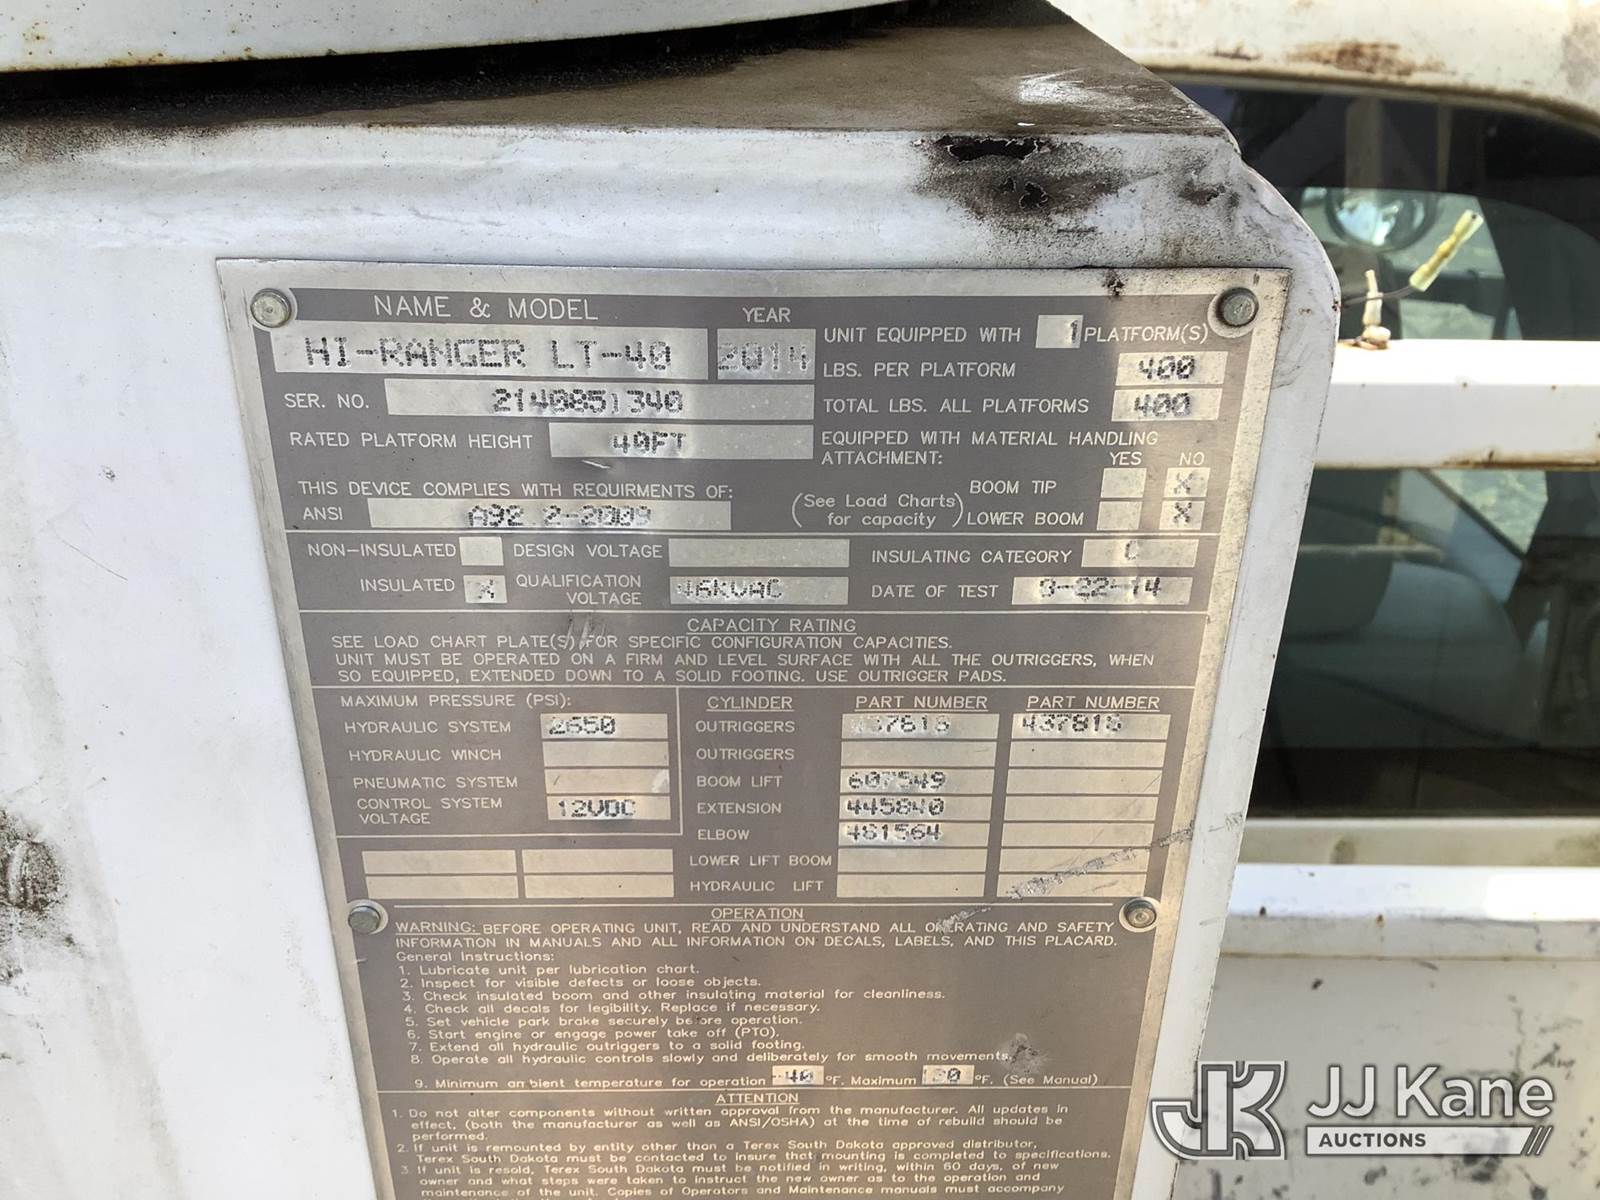 NAME & MODEL
YEAR
HI-RANGER LT-40
2014
UNIT EQUIPPED WITH 1 PLATFORM(S)
LBS. PER PLATFORM 400
SER. NO. 2140851340
TOTAL LBS. ALL PLATFORMS 400
RATED PLATFORM HEIGHT 40FT
EQUIPPED WITH MATERIAL HANDLING
ATTACHMENT: YES NO
THIS DEVICE COMPLIES WITH REQUIRMENTS OF:
ANSI A92.2-2009
(See Load Charts
for capacity)
BOOM TIP X
LOWER BOOM X
NON-INSULATED
DESIGN VOLTAGE
INSULATING CATEGORY C
INSULATED X
QUALIFICATION
VOLTAGE 46KVAC
DATE OF TEST 3-22-14
CAPACITY RATING
SEE LOAD CHART PLATE(S) FOR SPECIFIC CONFIGURATION CAPACITIES.
UNIT MUST BE OPERATED ON A FIRM AND LEVEL SURFACE WITH ALL THE OUTRIGGERS, WHEN
SO EQUIPPED, EXTENDED DOWN TO A SOLID FOOTING. USE OUTRIGGER PADS.
MAXIMUM PRESSURE (PSI):
HYDRAULIC SYSTEM 2650
HYDRAULIC WINCH
PNEUMATIC SYSTEM
CONTROL SYSTEM
VOLTAGE 12VDC
CYLINDER PART NUMBER PART NUMBER
OUTRIGGERS
OUTRIGGERS
BOOM LIFT 607549
EXTENSION 445840
ELBOW 461564
LOWER LIFT BOOM
HYDRAULIC LIFT
OPERATION
WARNING: BEFORE OPERATING UNIT, READ AND UNDERSTAND ALL OPERATING AND SAFETY
INFORMATION IN MANUALS AND ALL INFORMATION ON DECALS, LABELS, AND THIS PLACARD.
General Instructions:
1. Lubricate unit per lubrication chart.
2. Inspect for visible defects or loose objects.
3. Check insulated boom and other insulating material for cleanliness.
4. Check all decals for legibility. Replace if necessary.
5. Set vehicle park brake securely before operation.
6. Start engine or engage power take off (PTO).
7. Extend all hydraulic outriggers to a solid footing.
8. Operate all hydraulic controls slowly and deliberately for smooth movements.
9. Minimum ambient temperature for operation -40 °F. Maximum °F. (See Manual)
ATTENTION
1. Do not alter components without written approval from the manufacturer. All updates in
effect, (both the manufacturer as well as ANSI/OSHA) at the time of rebuild should be
performed.
2. If unit is remounted by entity other than a Terex South Dakota approved distributor,
Terex South Dakota must be contacted to insure that mounting is completed to specifications.
3 If unit is resold, Terex South Dakota must be notified in writing, within 60 days, of new
owner and what steps were taken to instruct the new owner as to the operation and
maintenance of the unit. Copies of Operators and Maintenance manuals must accompany
JK JJ Kane
AUCTIONS